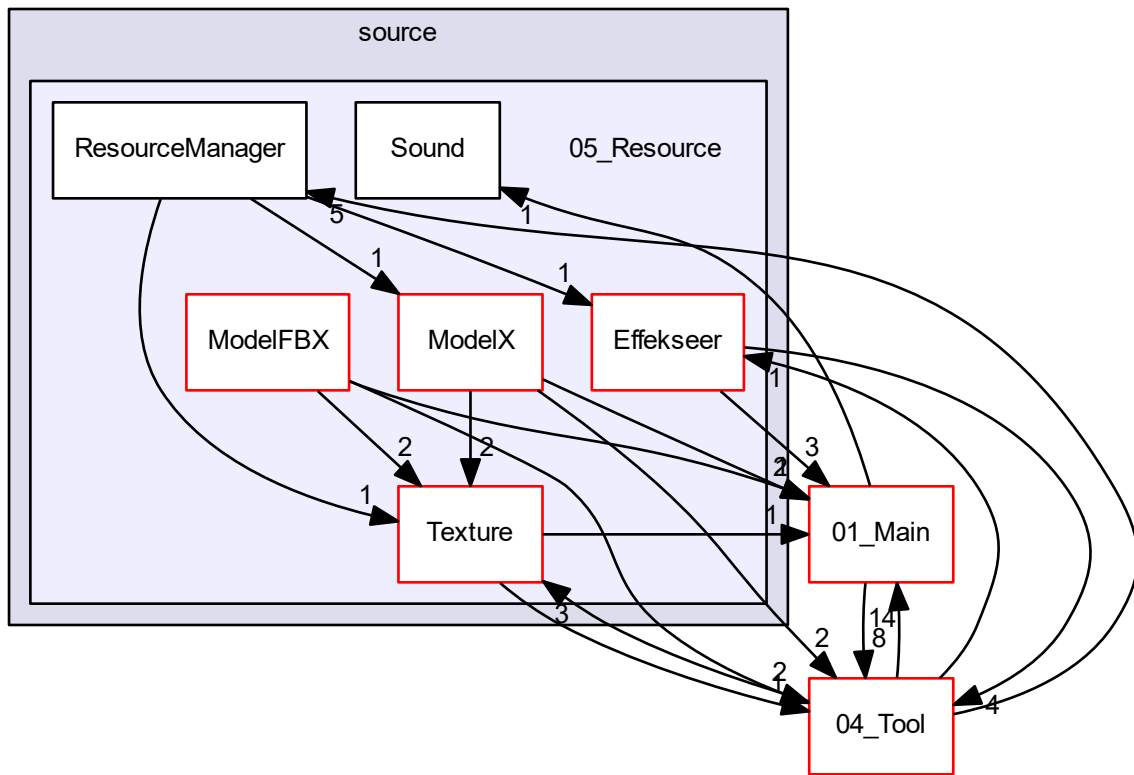 source
ResourceManager
Sound
05_Resource
5
1
1
1
ModelFBX
ModelX
Effekseer
1
2
2
3
1
1
Texture
1
01_Main
3
14
8
2
2
1
04_Tool
4